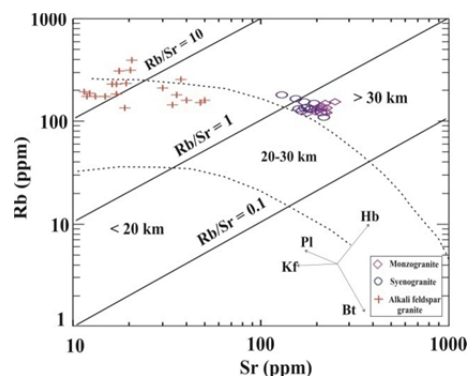 1000
Rb/Sr = 10
> 30 km
100
Rb/Sr = 1
20-30 km
Rb (ppm)
10
< 20 km
Rb/Sr = 0.1
Hb
Pl
Kf
Bt
Monzogranite
Syenogranite
Alkali feldspar
granite
1
10
100
1000
Sr (ppm)